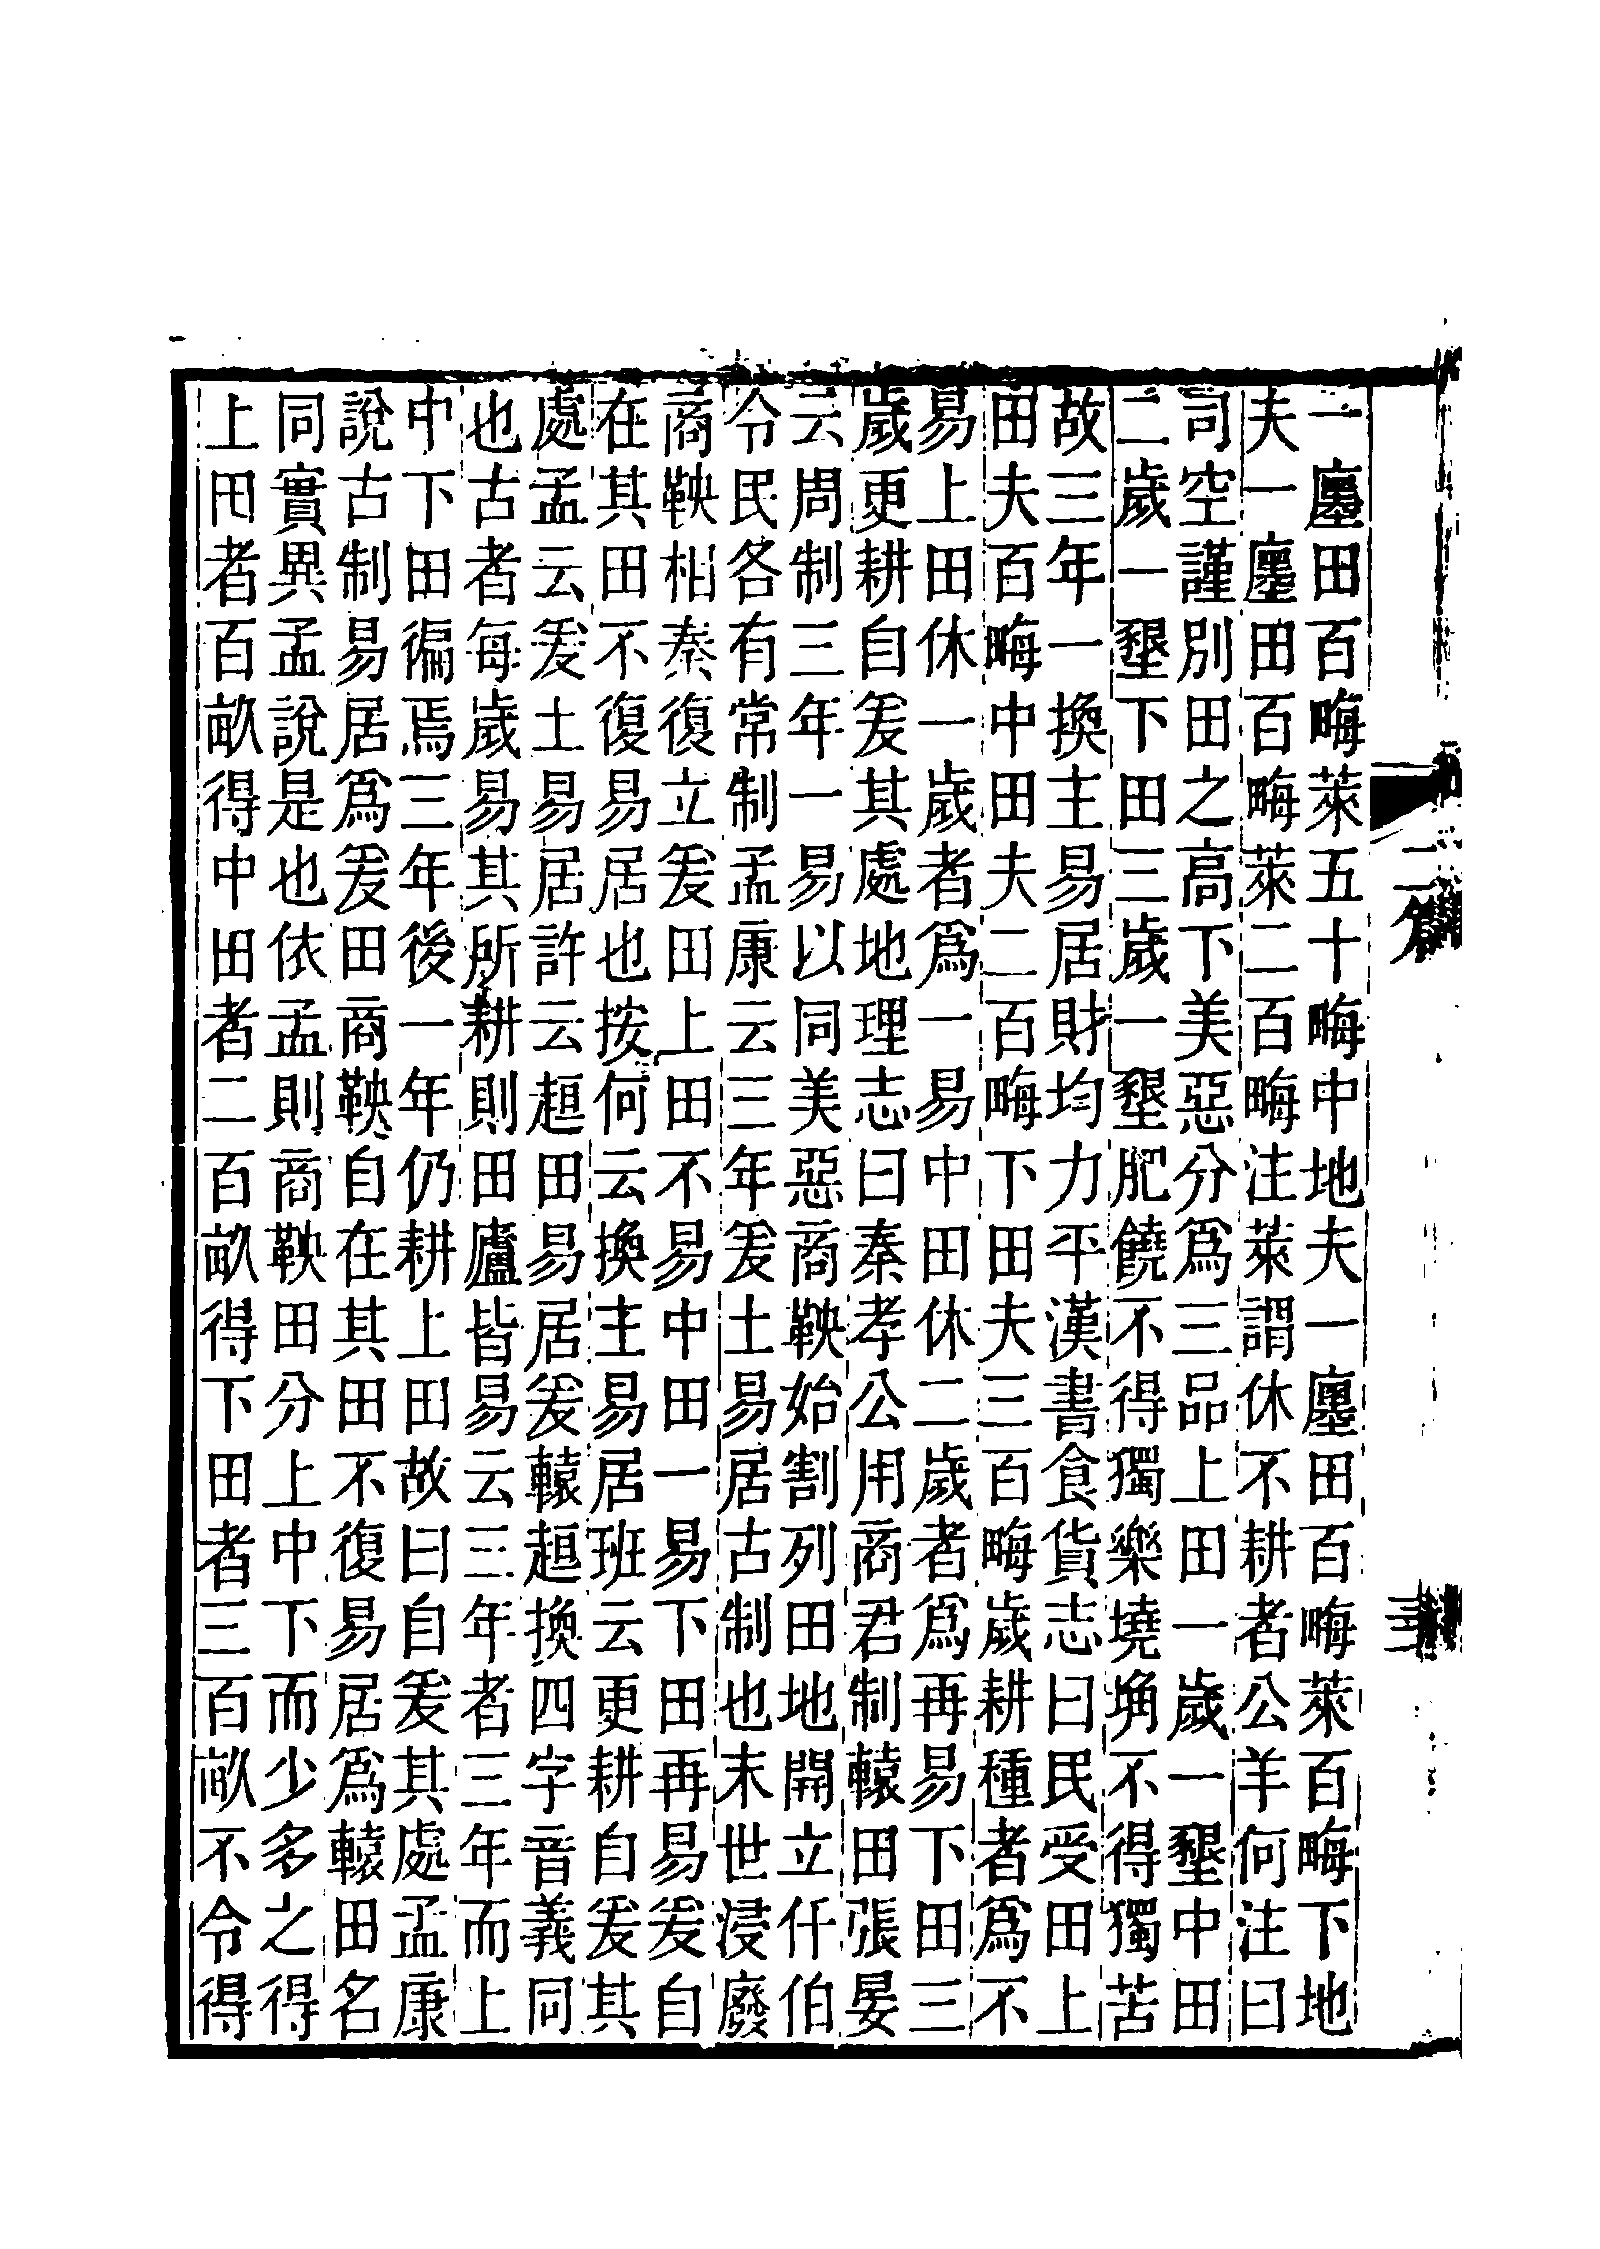 一廛田百畮萊五十畮中地夫一廛田百畮萊百畮下地
夫一廛田百畮萊二百畮注萊謂休不耕者公羊何注曰
司空謹別田之高下美惡分爲三品上田一歲一墾中田
二歲一墾下田三歲一墾肥饒不得獨樂墝埆不得獨苦
故三年一換主易居財均力平漢書食貨志曰民受田上
田夫百畮中田夫二百畮下田夫三百畮歲耕種者爲不
易上田休一歲者爲一易中田休二歲者爲再易下田三
歲更耕自爰其處地理志曰秦孝公用商君制轅田張晏
云周制三年一易以同美惡商鞅始割列田地開立仟伯
令民各有常制孟康云三年爰土易居古制也末世浸廢
商鞅相秦復立爰田上田不易中田一易下田再易爰自
在其田不復易居也按何云換主易居班云更耕自爰其
處孟云爰土易居許云𧻚田易居爰轅𧻚換四字音義同
也古者每歲易其所耕則田廬皆易云三年者三年而上
中下田徧焉三年後一年仍耕上田故曰自爰其處孟康
說古制易居爲爰田商鞅自在其田不復易居爲轅田名
同實異孟說是也依孟則商鞅田分上中下而少多之得
上田者百畝得中田者二百畝得下田者三百畝不令得